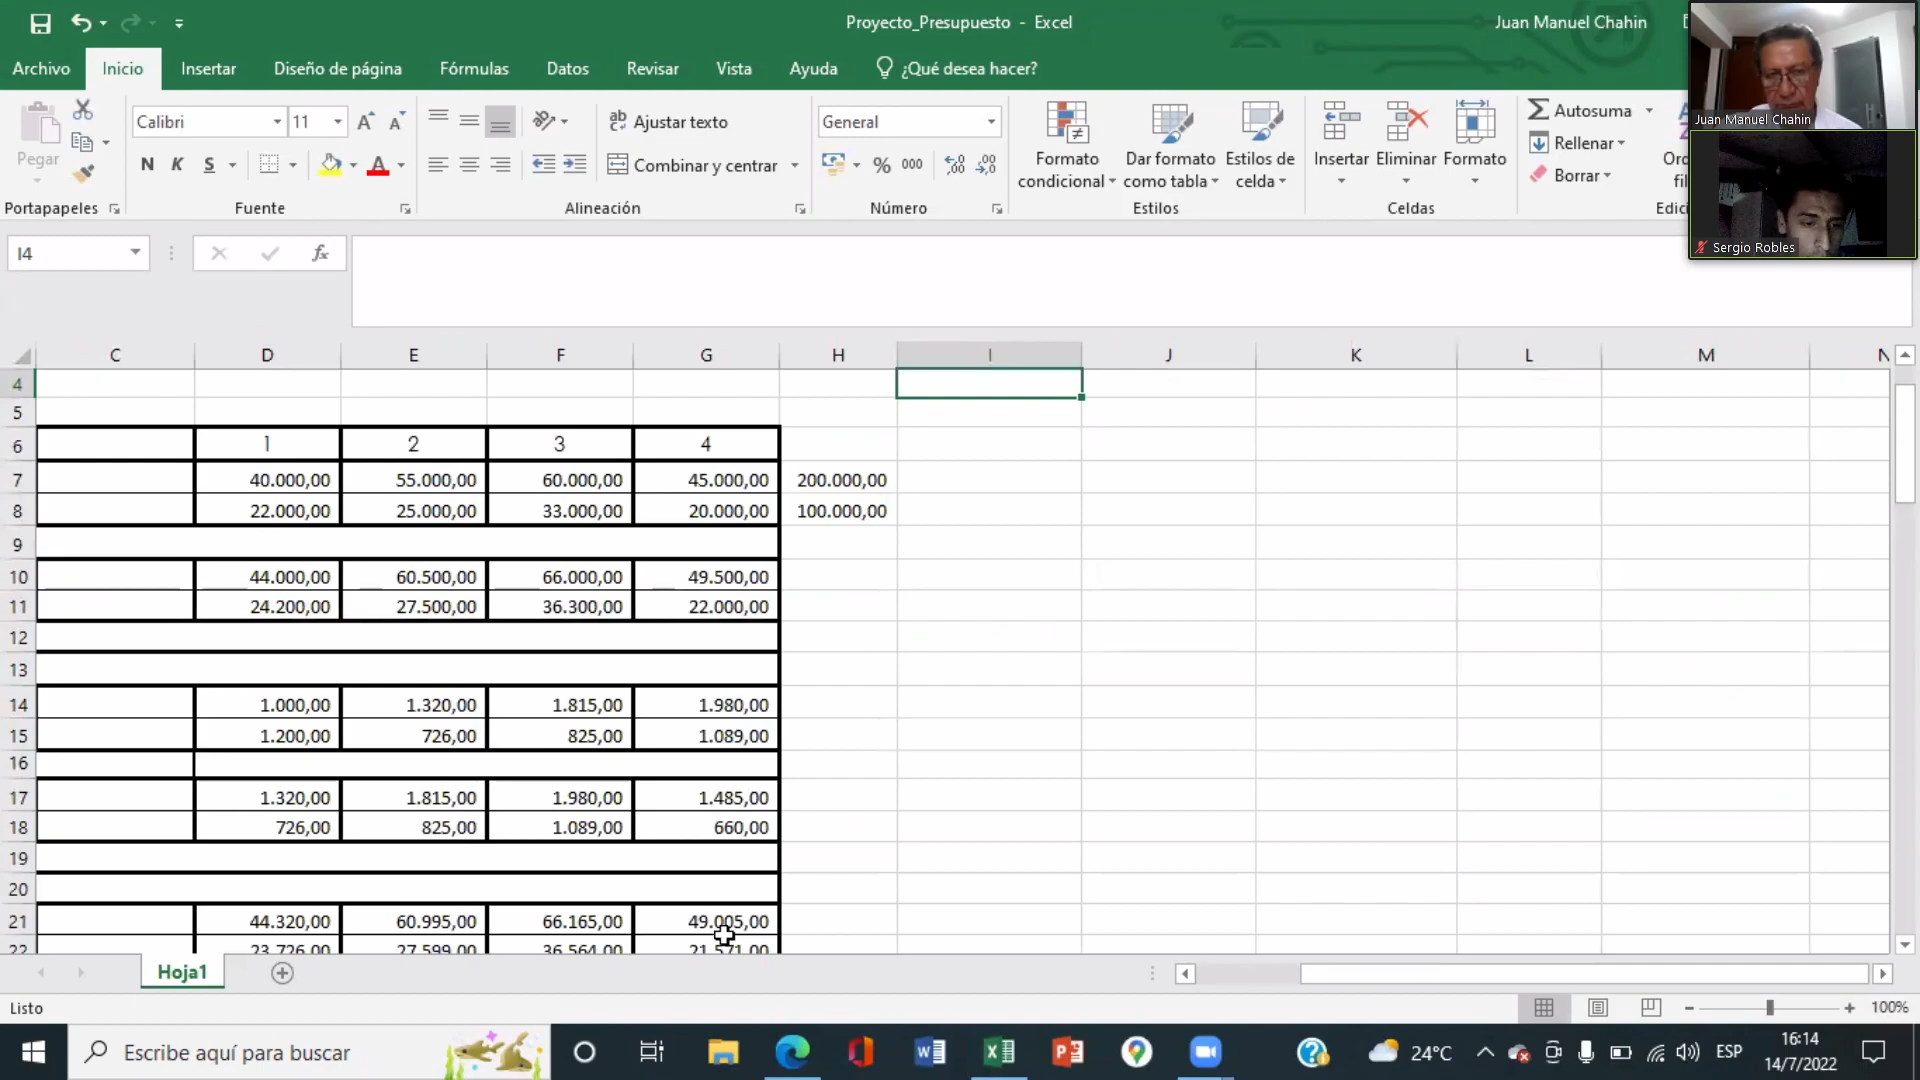 Proyecto_Presupuesto - Excel
Juan Manuel Chahin
Archivo Inicio Insertar Diseño de página Fórmulas Datos Revisar Vista Ayuda ¿Qué desea hacer?
Pegar
Calibri 11
N K S
Ajustar texto
Combinar y centrar
General
% 000
Formato condicional
Dar formato como tabla
Estilos de celda
Insertar
Eliminar
Formato
Autosuma
Rellenar
Borrar
Portapapeles Fuente Alineación Número Estilos Celdas
Juan Manuel Chahin
Sergio Robles
I4 fx
C D E F G H I J K L M N
4
5
6 1 2 3 4
7 40.000,00 55.000,00 60.000,00 45.000,00 200.000,00
8 22.000,00 25.000,00 33.000,00 20.000,00 100.000,00
9
10 44.000,00 60.500,00 66.000,00 49.500,00
11 24.200,00 27.500,00 36.300,00 22.000,00
12
13
14 1.000,00 1.320,00 1.815,00 1.980,00
15 1.200,00 726,00 825,00 1.089,00
16
17 1.320,00 1.815,00 1.980,00 1.485,00
18 726,00 825,00 1.089,00 660,00
19
20
21 44.320,00 60.995,00 66.165,00 49.005,00
22 23.726,00 27.599,00 36.564,00
Hoja1
Listo
100%
Escribe aquí para buscar
24°C
ESP
16:14
14/7/2022